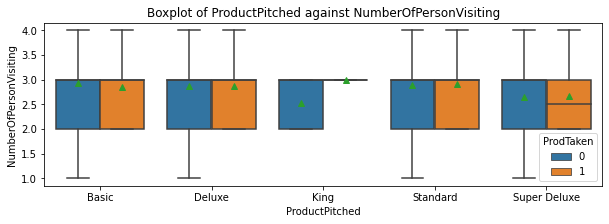 Boxplot of ProductPitched against NumberOfPersonVisiting
NumberOfPersonVisiting
4.0
3.5
3.0
2.5
2.0
1.5
1.0
ProdTaken
0
1
Basic Deluxe King Standard Super Deluxe
ProductPitched